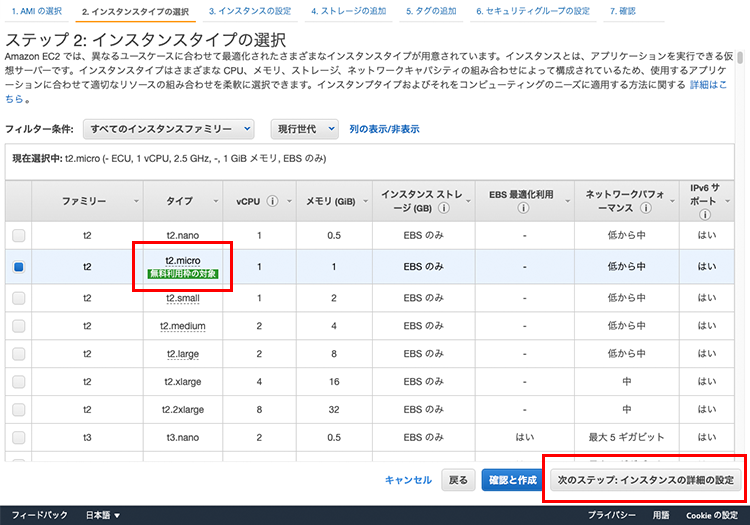 1. AMI の選択 2. インスタンスタイプの選択 3. インスタンスの設定 4. ストレージの追加 5. タグの追加 6. セキュリティグループの設定 7. 確認
ステップ 2: インスタンスタイプの選択
Amazon EC2 では、異なるユースケースに合わせて最適化されたさまざまなインスタンスタイプが用意されています。インスタンスとは、アプリケーションを実行できる仮
想サーバーです。インスタンスタイプはさまざまな CPU、メモリ、ストレージ、ネットワークキャパシティの組み合わせによって構成されているため、使用するアプリケ
ーションに合わせて適切なリソースの組み合わせを柔軟に選択できます。インスタンプタイプおよびそれをコンピューティングのニーズに適用する方法に関する 詳細はこ
ちら。
フィルター条件: すべてのインスタンスファミリー 現行世代 列の表示/非表示
現在選択中: t2.micro (- ECU, 1 vCPU, 2.5 GHz, -, 1 GiB メモリ, EBS のみ)
ファミリー タイプ vCPU メモリ (GiB) インスタンス ストレ
ージ (GB) EBS 最適化利用 ネットワークパフォ
ーマンス IPv6 サ
ポート
t2 t2.nano 1 0.5 EBS のみ - 低から中 はい
t2 t2.micro 1 1 EBS のみ - 低から中 はい
無料利用枠の対象
t2 t2.small 1 2 EBS のみ - 低から中 はい
t2 t2.medium 2 4 EBS のみ - 低から中 はい
t2 t2.large 2 8 EBS のみ - 低から中 はい
t2 t2.xlarge 4 16 EBS のみ - 中 はい
t2 t2.2xlarge 8 32 EBS のみ - 中 はい
t3 t3.nano 2 0.5 EBS のみ はい 最大 5 ギガビット はい
キャンセル 戻る 確認と作成 次のステップ: インスタンスの詳細の設定
フィードバック 日本語 プライバシー 用語 Cookie の設定